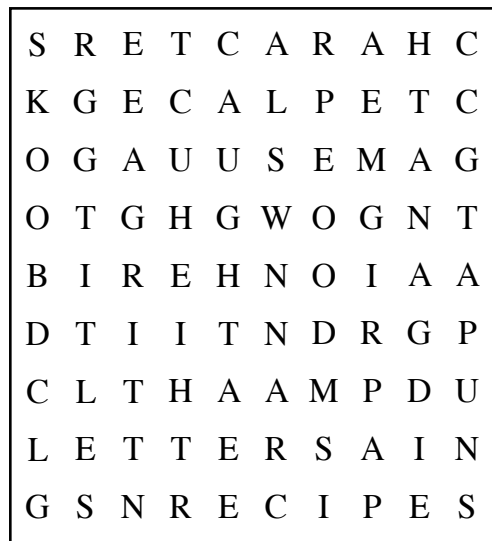 S R E T C A R A H C
K G E C A L P E T C
O G A U U S E M A G
O T G H G W O G N T
B I R E H N O I A A
D T I I T N D R G P
C L T H A A M P D U
L E T T E R S A I N
G S N R E C I P E S